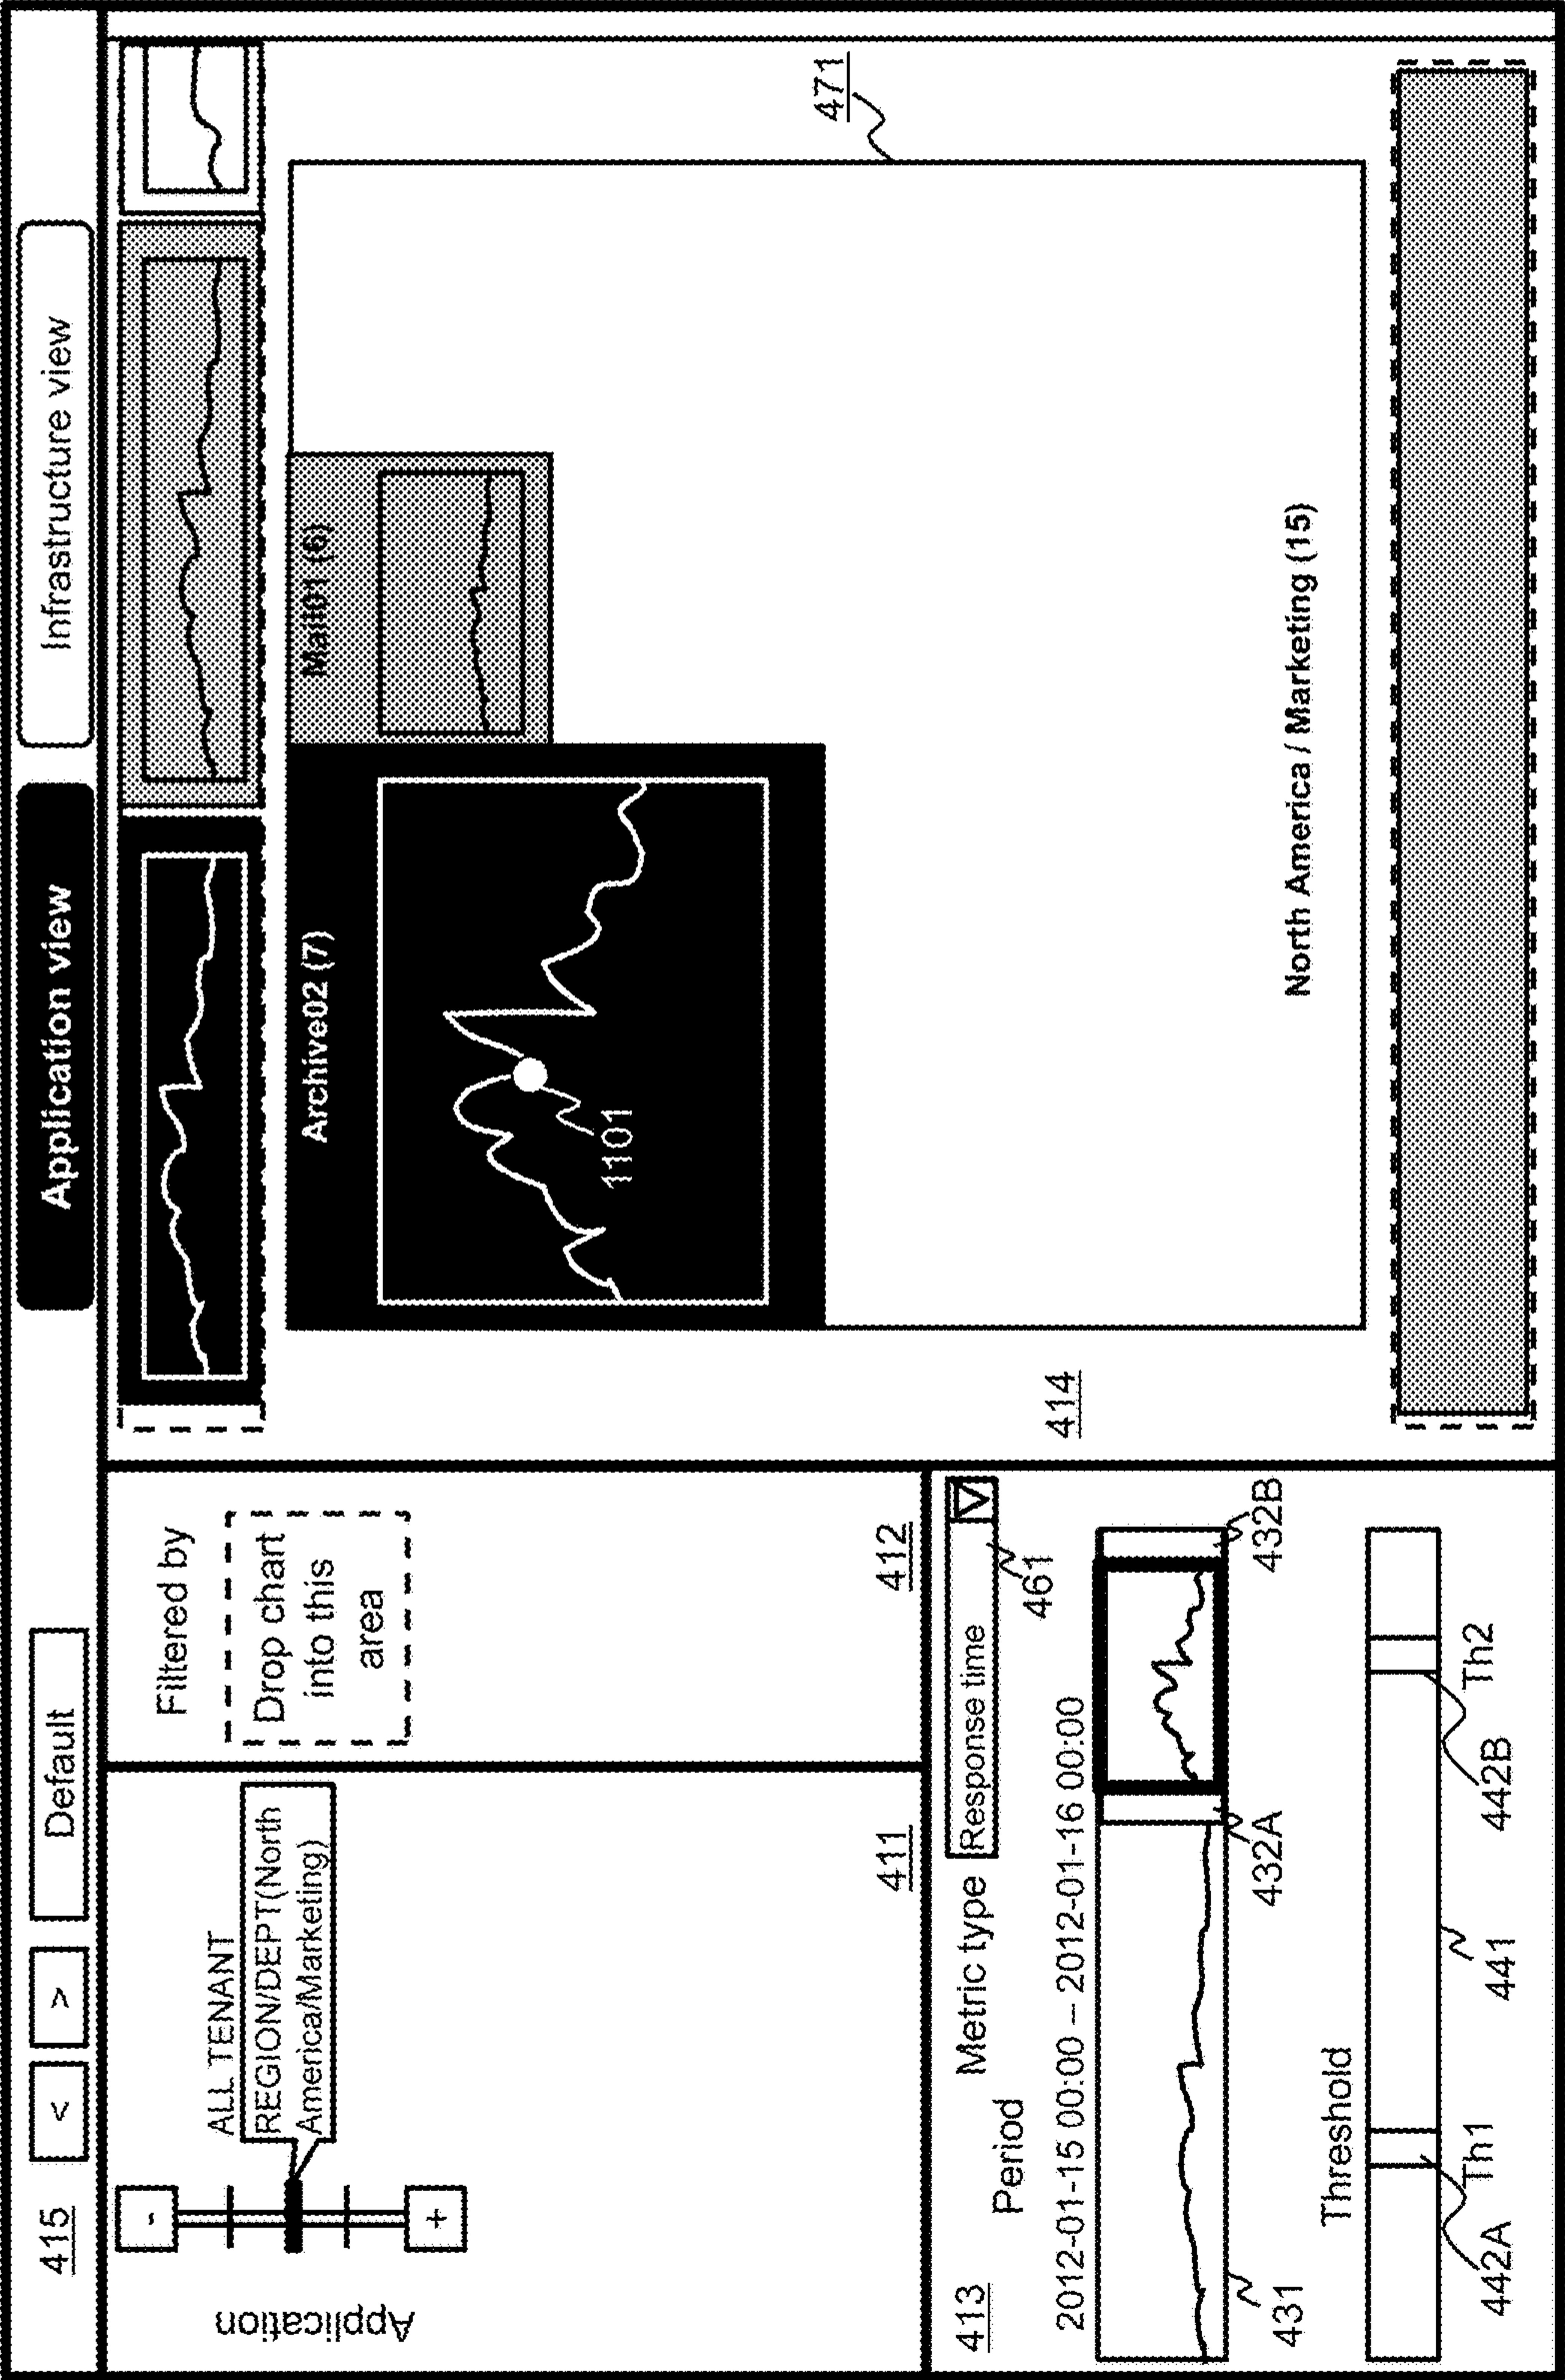 415
<
>
Default
Application view
Infrastructure view
Application
-
+
ALL TENANT
REGION/DEPT(North
America/Marketing)
411
Filtered by
Drop chart
into this
area
412
413
Metric type
Response time
461
Period
2012-01-15 00:00 – 2012-01-16 00:00
431
432A
432B
Threshold
442A
Th1
441
442B
Th2
Archive02 (7)
1101
Mail01 (6)
471
414
North America / Marketing (15)